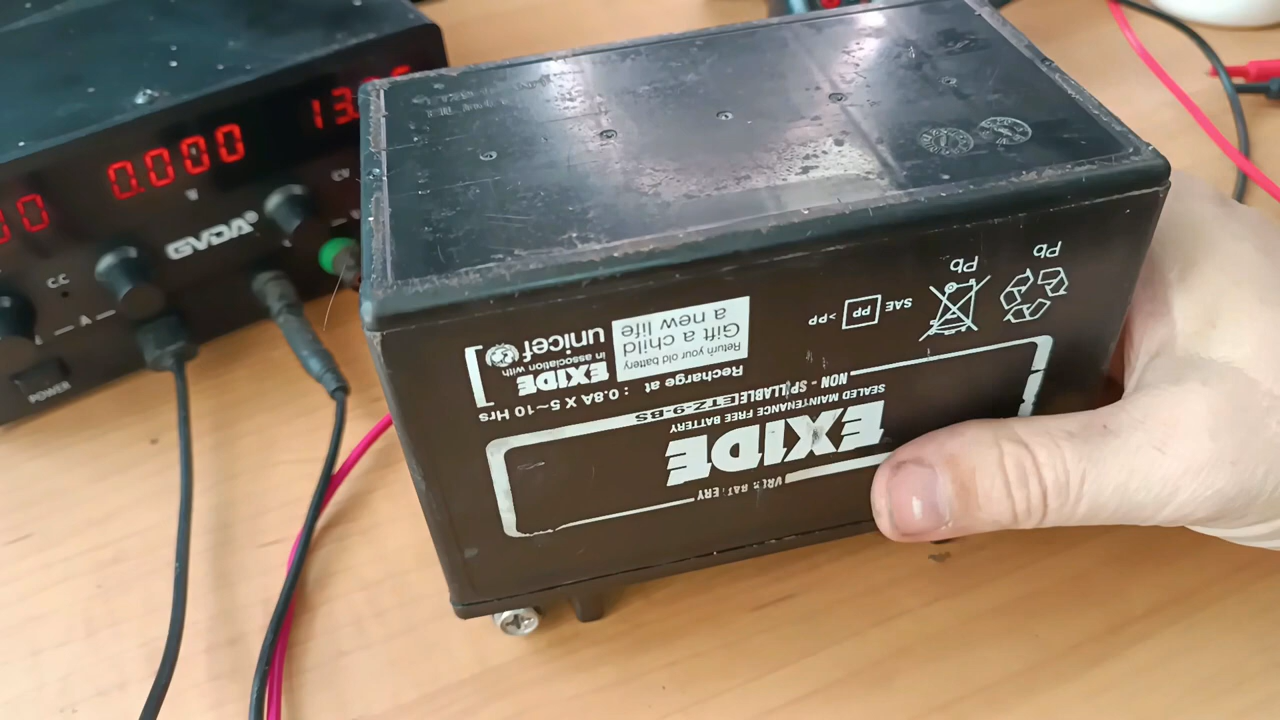 0.000
V
GVDA®
CC
A
POWER
CV
Pb
Pb
SAE
PP
>PP
Return your old battery
Gift a child
a new life
EXIDE
in association with
unicef
Recharge at : 0.8A X 5~10 Hrs
NON - SPILLABLE ETZ-9-BS
SEALED MAINTENANCE FREE BATTERY
EXIDE
VRLA BATTERY